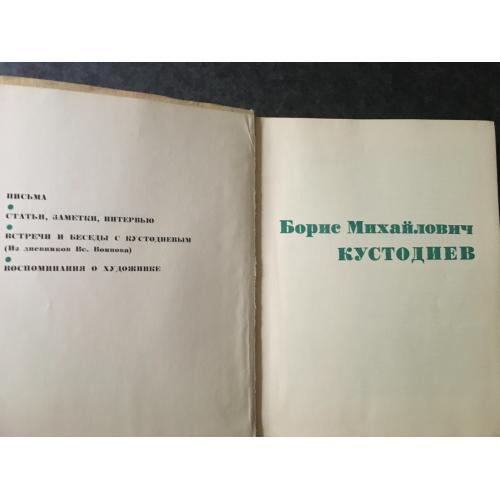 ПИСЬМА
СТАТЬИ, ЗАМЕТКИ, ИНТЕРВЬЮ
ВСТРЕЧИ И БЕСЕДЫ С КУСТОДИЕВЫМ
(Из дневников Вс. Воинова)
ВОСПОМИНАНИЯ О ХУДОЖНИКЕ
Борис Михайлович
КУСТОДИЕВ